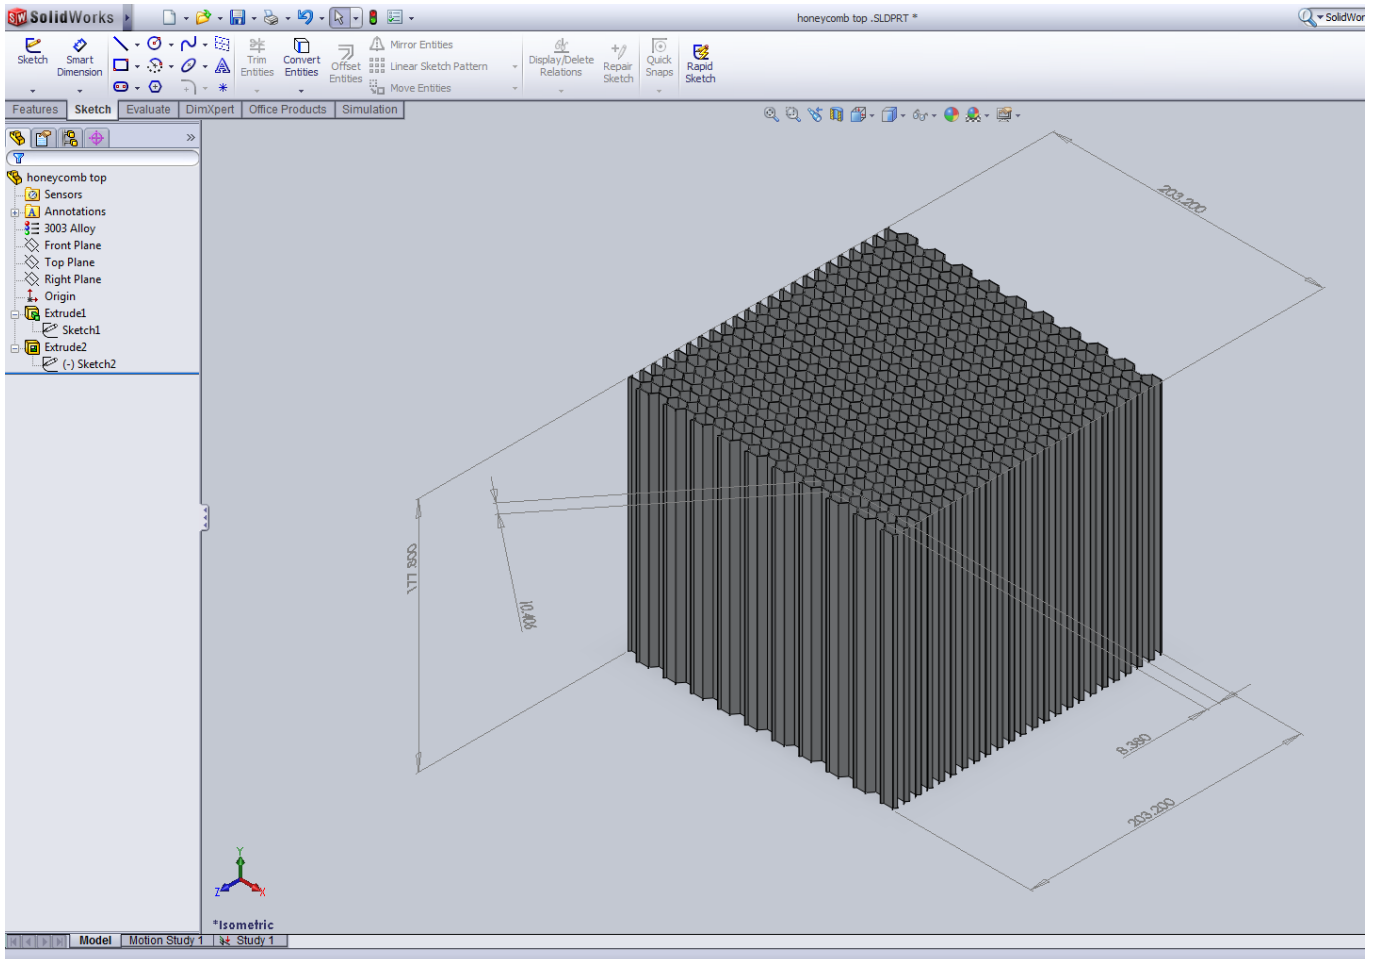 SolidWorks
honeycomb top .SLDPRT *
SolidWor
Sketch
Smart Dimension
Trim Entities
Convert Entities
Offset Entities
Mirror Entities
Linear Sketch Pattern
Move Entities
Display/Delete Relations
Repair Sketch
Quick Snaps
Rapid Sketch
Features Sketch Evaluate DimXpert Office Products Simulation
honeycomb top
Sensors
Annotations
3003 Alloy
Front Plane
Top Plane
Right Plane
Origin
Extrude1
Sketch1
Extrude2
(-) Sketch2
203.200
10.406
8.380
203.200
Y
Z
X
*Isometric
Model Motion Study 1 Study 1